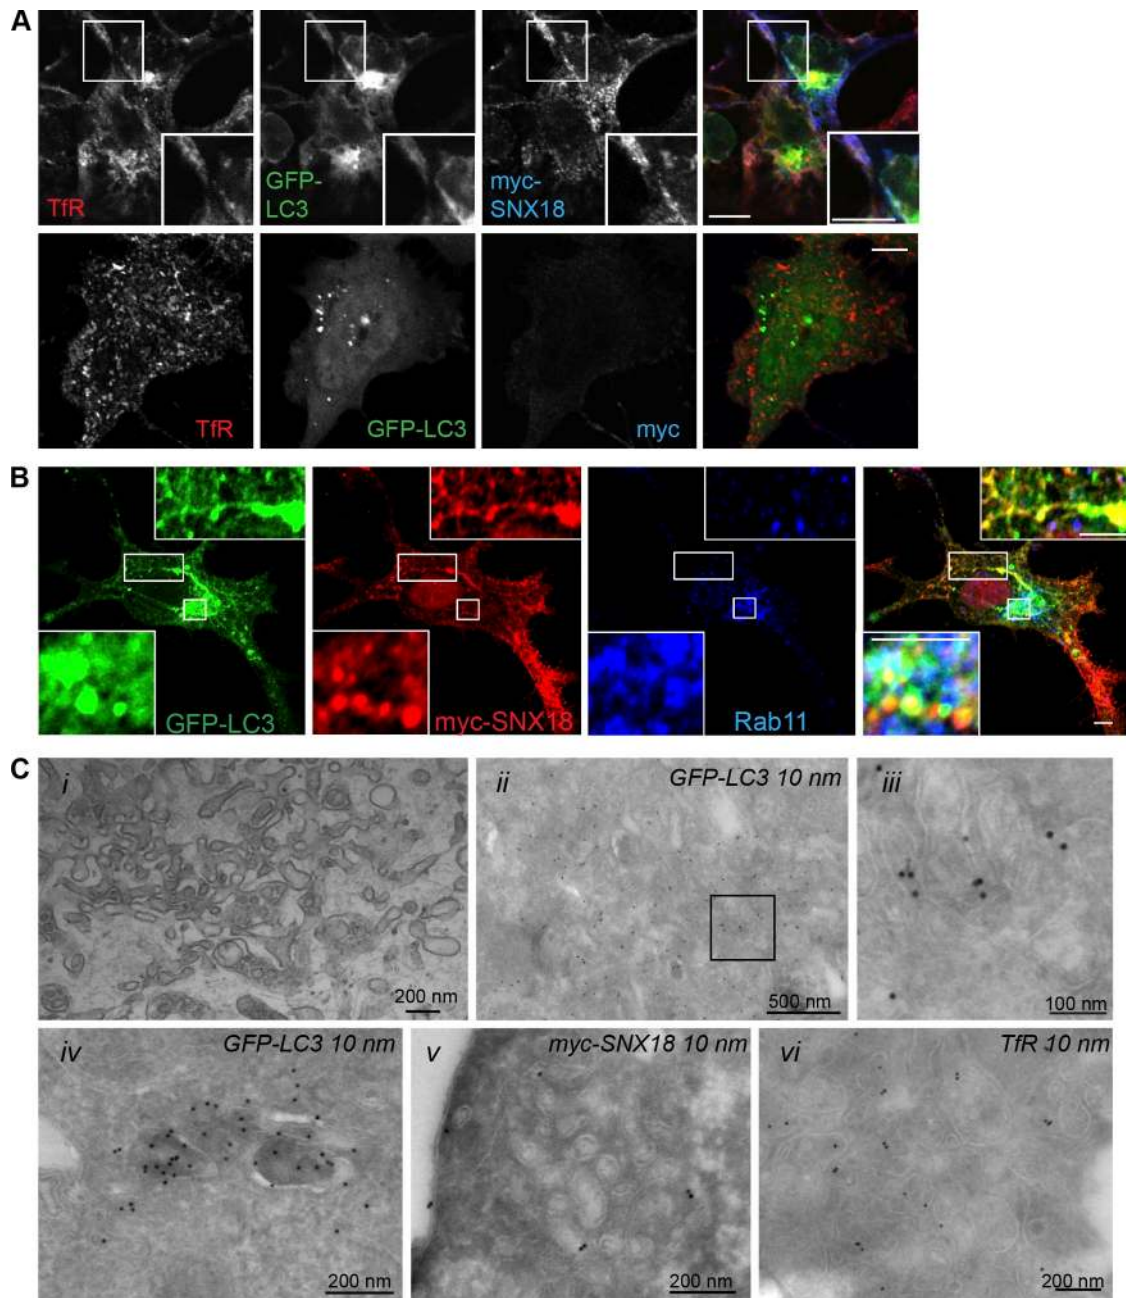 A
TfR
GFP-
LC3
myc-
SNX18
TfR
GFP-LC3
myc
B
GFP-LC3
myc-SNX18
Rab11
C
i
200 nm
ii
GFP-LC3 10 nm
500 nm
iii
100 nm
iv
GFP-LC3 10 nm
200 nm
v
myc-SNX18 10 nm
200 nm
vi
TfR 10 nm
200 nm